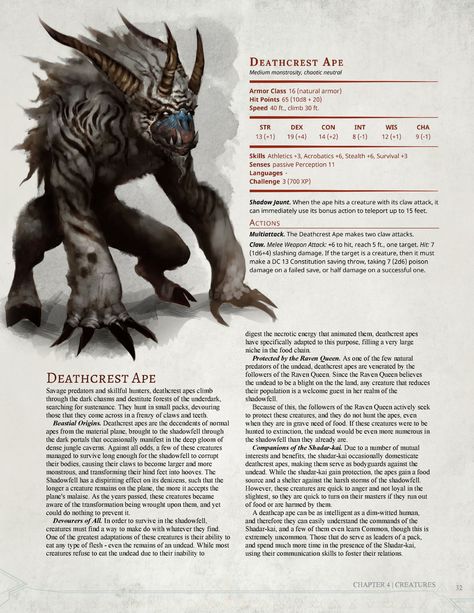 DEATHCREST APE
Medium monstrosity, chaotic neutral
Armor Class 16 (natural armor)
Hit Points 65 (10d8 + 20)
Speed 40 ft., climb 30 ft.
STR DEX CON INT WIS CHA
13 (+1) 19 (+4) 14 (+2) 8 (-1) 12 (+1) 9 (-1)
Skills Athletics +3, Acrobatics +6, Stealth +6, Survival +3
Senses passive Perception 11
Languages -
Challenge 3 (700 XP)
Shadow Jaunt. When the ape hits a creature with its claw attack, it
can immediately use its bonus action to teleport up to 15 feet.
ACTIONS
Multiattack. The Deathcrest Ape makes two claw attacks.
Claw. Melee Weapon Attack: +6 to hit, reach 5 ft., one target. Hit: 7
(1d6+4) slashing damage. If the target is a creature, then it must
make a DC 13 Constitution saving throw, taking 7 (2d6) poison
damage on a failed save, or half damage on a successful one.
DEATHCREST APE
Savage predators and skillful hunters, deathcrest apes climb
through the dark chasms and destitute forests of the underdark,
searching for sustenance. They hunt in small packs, devouring
those that they come across in a frenzy of claws and teeth.
Beastial Origins. Deathcrest apes are the decendents of normal
apes from the material plane, brought to the shadowfell through
the dark portals that occasionally manifest in the deep gloom of
dense jungle caverns. Against all odds, a few of these creatures
managed to survive long enough for the shadowfell to corrupt
their bodies, causing their claws to become larger and more
monstrous, and transforming their hind feet into hooves. The
Shadowfell has a dispiriting effect on its denizens, such that the
longer a creature remains on the plane, the more it accepts the
plane's malaise. As the years passed, these creatures became
aware of the transformation being wrought upon them, and yet
could do nothing to prevent it.
Devourers of All. In order to survive in the shadowfell,
creatures must find a way to make do with whatever they find.
One of the greatest adaptations of these creatures is their ability to
eat any type of flesh - even the remains of an undead. While most
creatures refuse to eat the undead due to their inability to
digest the necrotic energy that animated them, deathcrest apes
have specifically adapted to this purpose, filling a very large
niche in the food chain.
Protected by the Raven Queen. As one of the few natural
predators of the undead, deathcrest apes are venerated by the
followers of the Raven Queen. Since the Raven Queen believes
the undead to be a blight on the the land, any creature that reduces
their population is a welcome guest in her realm of the
shadowfell.
Because of this, the followers of the Raven Queen actively seek
to protect these creatures, and they do not hunt the apes, even
when they are in grave need of food. If these creatures were to be
hunted to extinction, the undead would be even more numerous in
the shadowfell than they already are.
Companions of the Shadar-kai. Due to a number of mutual
interests and benefits, the shadar-kai occasionally domesticate
deathcrest apes, making them serve as bodyguards against the
undead. While the shadar-kai gain protection, the apes gain a food
source and a shelter against the harsh storms of the shadowfell.
However, these creatures are quick to anger and not loyal in the
slightest, so they are quick to turn on their masters if they run out
of food or are harmed by them.
A deathcap ape can be as intelligent as a dim-witted human,
and therefore they can easily understand the commands of the
Shadar-kai, and a few of them even learn Common, though this is
extremely uncommon. Those that do serve as leaders of a pack,
and spend much more time in the presence of the Shadar-kai,
using their communication skills to foster their relations.
CHAPTER 4 | CREATURES
32